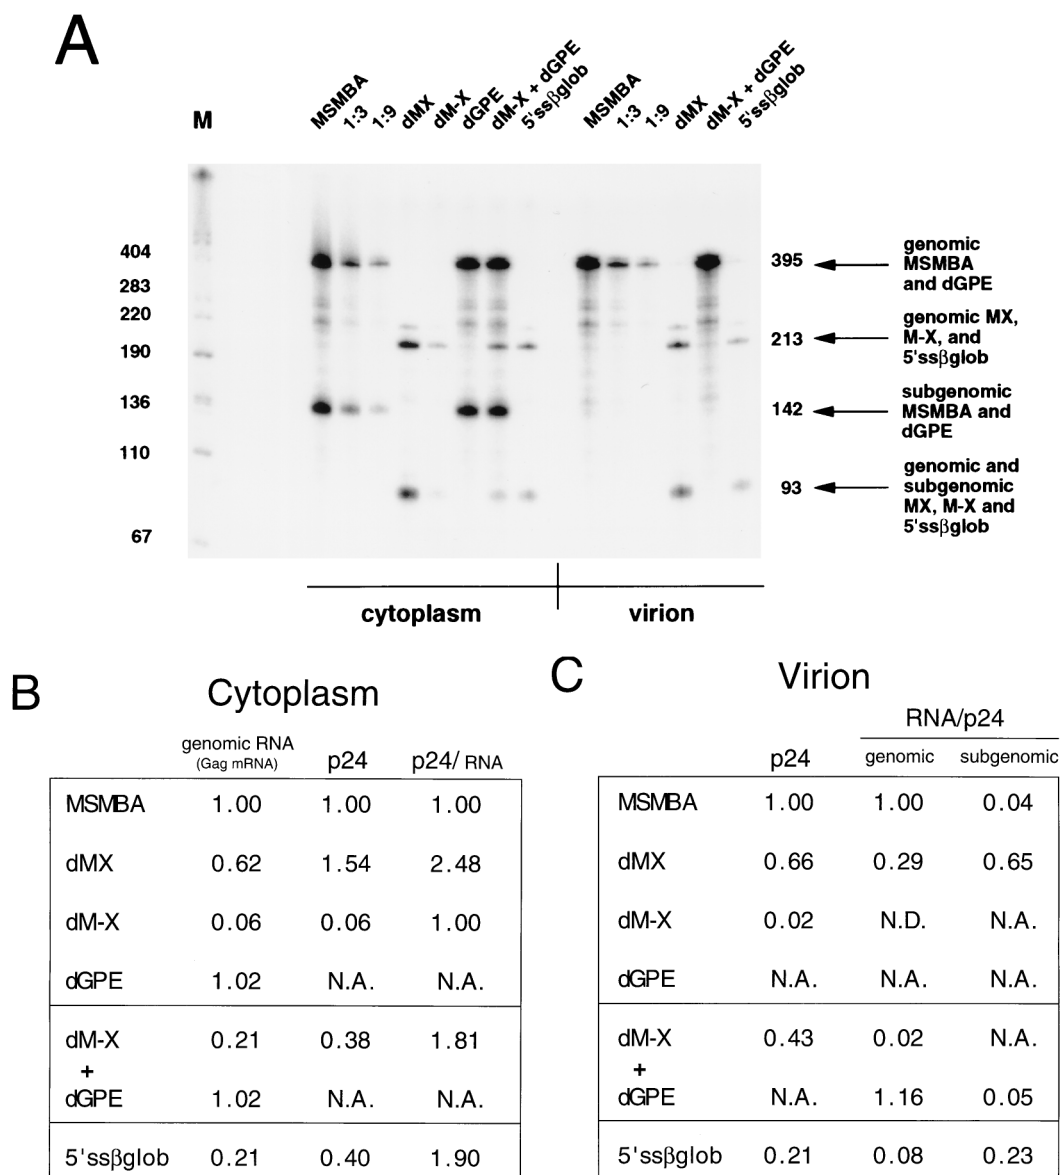 A
M
MSMBA
1:3
1:9
dMX
dM-X
dGPE
dM-X + dGPE
5'ssβglob
MSMBA
1:3
1:9
dMX
dM-X + dGPE
5'ssβglob
404
283
220
190
136
110
67
395
213
142
93
genomic
MSMBA
and dGPE
genomic MX,
M-X, and
5'ssβglob
subgenomic
MSMBA and
dGPE
genomic and
subgenomic
MX, M-X and
5'ssβglob
cytoplasm
virion
B
Cytoplasm
genomic RNA
(Gag mRNA)
p24
p24/ RNA
MSMBA 1.00 1.00 1.00
dMX 0.62 1.54 2.48
dM-X 0.06 0.06 1.00
dGPE 1.02 N.A. N.A.
dM-X 0.21 0.38 1.81
+
dGPE 1.02 N.A. N.A.
5'ssβglob 0.21 0.40 1.90
C
Virion
RNA/p24
p24 genomic subgenomic
MSMBA 1.00 1.00 0.04
dMX 0.66 0.29 0.65
dM-X 0.02 N.D. N.A.
dGPE N.A. N.A. N.A.
dM-X 0.43 0.02 N.A.
+
dGPE N.A. 1.16 0.05
5'ssβglob 0.21 0.08 0.23